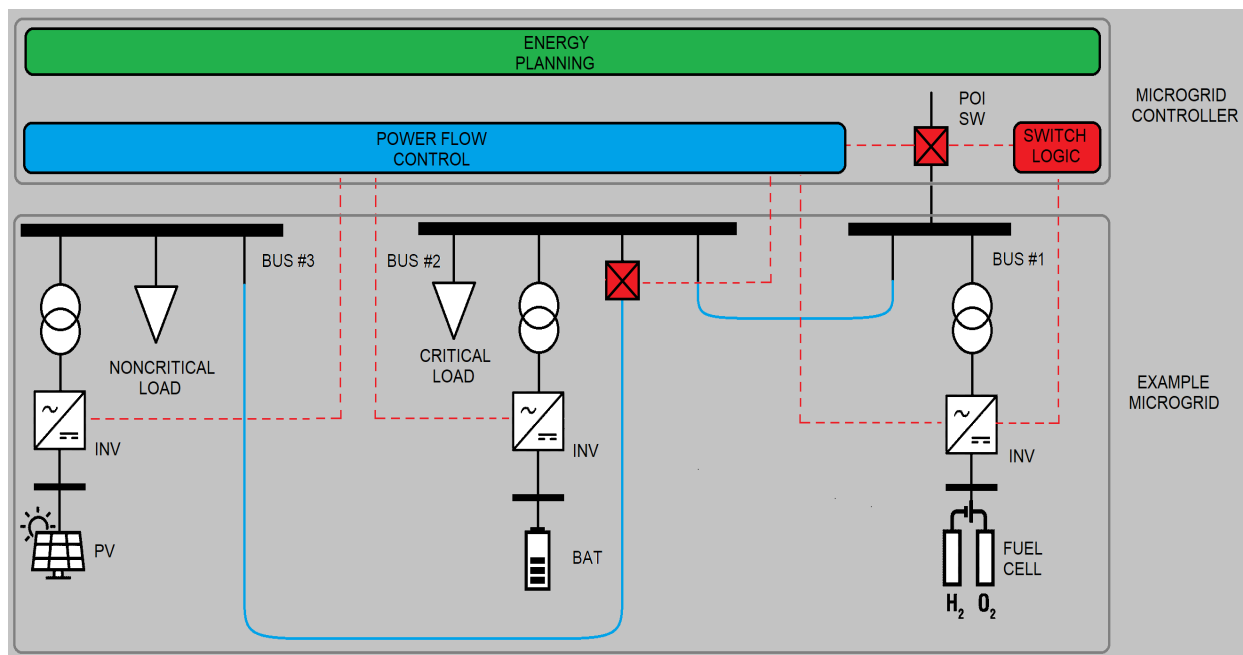 ENERGY
PLANNING
POI
SW
MICROGRID
CONTROLLER
POWER FLOW
CONTROL
SWITCH
LOGIC
BUS #3
BUS #2
BUS #1
NONCRITICAL
LOAD
CRITICAL
LOAD
EXAMPLE
MICROGRID
INV
INV
INV
PV
BAT
FUEL
CELL
H2 O2